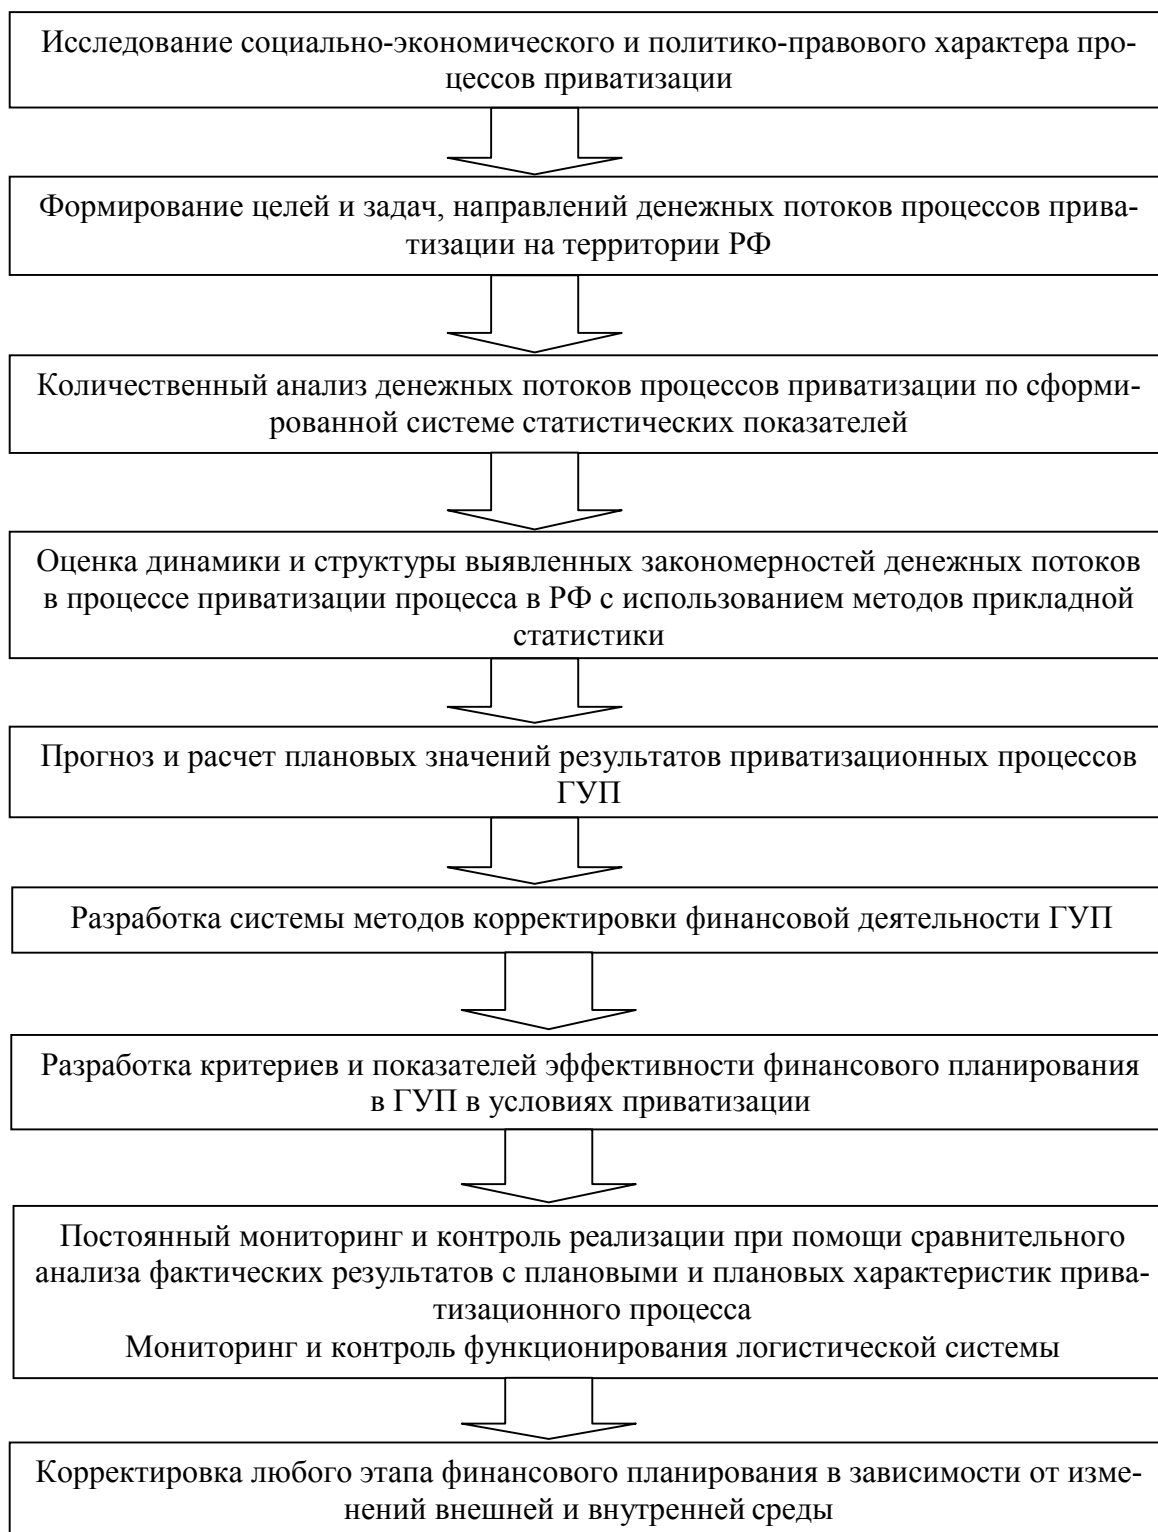 Исследование социально-экономического и политико-правового характера про-
цессов приватизации
Формирование целей и задач, направлений денежных потоков процессов прива-
тизации на территории РФ
Количественный анализ денежных потоков процессов приватизации по сформи-
рованной системе статистических показателей
Оценка динамики и структуры выявленных закономерностей денежных потоков
в процессе приватизации процесса в РФ с использованием методов прикладной
статистики
Прогноз и расчет плановых значений результатов приватизационных процессов
ГУП
Разработка системы методов корректировки финансовой деятельности ГУП
Разработка критериев и показателей эффективности финансового планирования
в ГУП в условиях приватизации
Постоянный мониторинг и контроль реализации при помощи сравнительного
анализа фактических результатов с плановыми и плановых характеристик прива-
тизационного процесса
Мониторинг и контроль функционирования логистической системы
Корректировка любого этапа финансового планирования в зависимости от изме-
нений внешней и внутренней среды